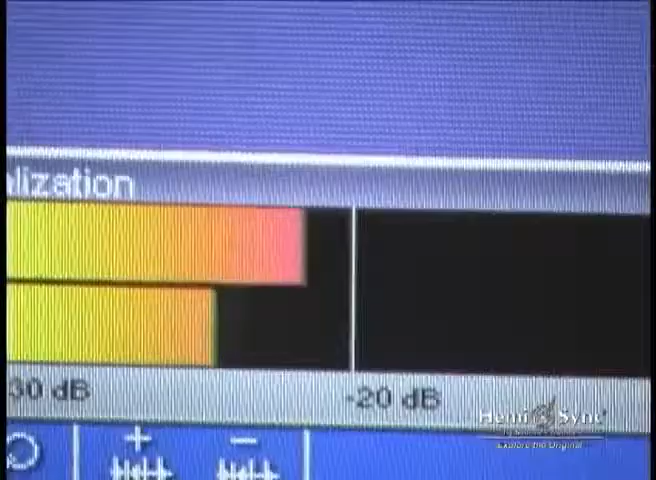 lization
30 dB
-20 dB
Hemi Sync
Explore the Original